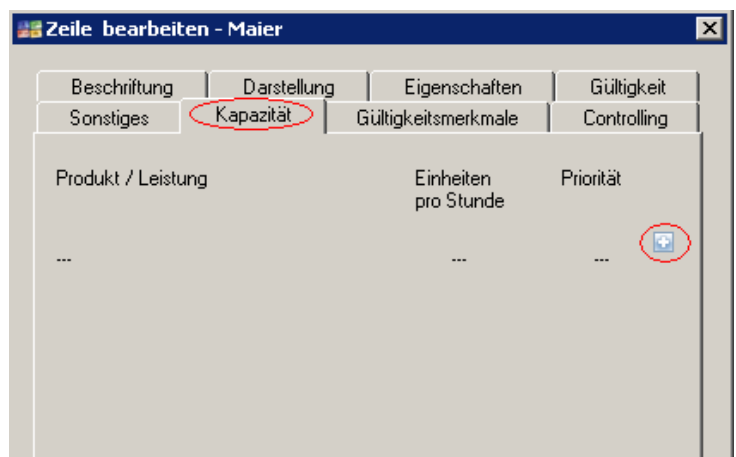 Zeile bearbeiten - Maier
Beschriftung Darstellung Eigenschaften Gültigkeit
Sonstiges Kapazität Gültigkeitsmerkmale Controlling
Produkt / Leistung Einheiten pro Stunde Priorität
--- --- ---